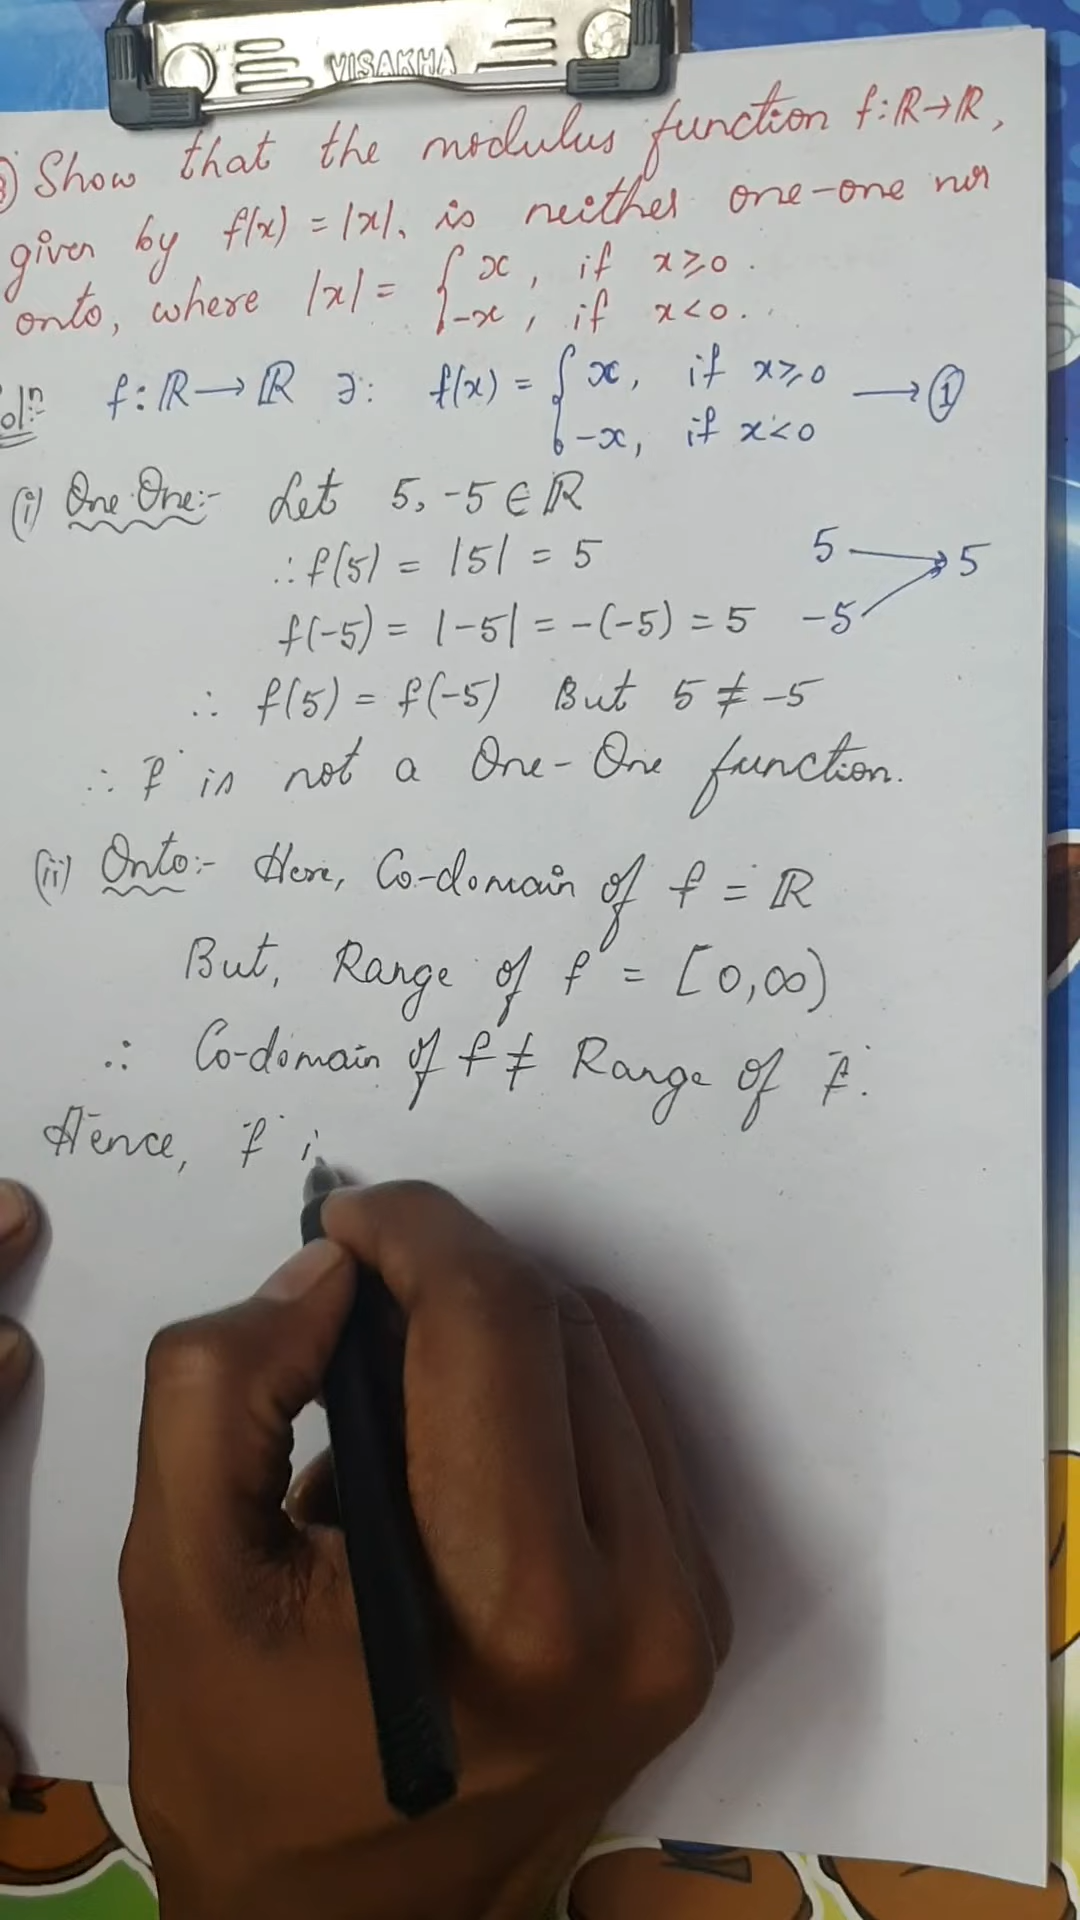 VISAKHA
3) Show that the modulus function f:ℝ→ℝ,
given by f(x) = |x|, is neither one-one nor
onto, where |x| = { x, if x≥0.
-x, if x<0.
Solⁿ:- f:ℝ→ℝ ∋: f(x) = { x, if x≥0 → ①
-x, if x<0
(i) One One:- Let 5, -5 ∈ ℝ
∴ f(5) = |5| = 5
f(-5) = |-5| = -(-5) = 5
5 → 5
-5
∴ f(5) = f(-5) But 5 ≠ -5
∴ f is not a One-One function.
(ii) Onto:- Here, Co-domain of f = ℝ
But, Range of f = [0,∞)
∴ Co-domain of f ≠ Range of f.
Hence, f i